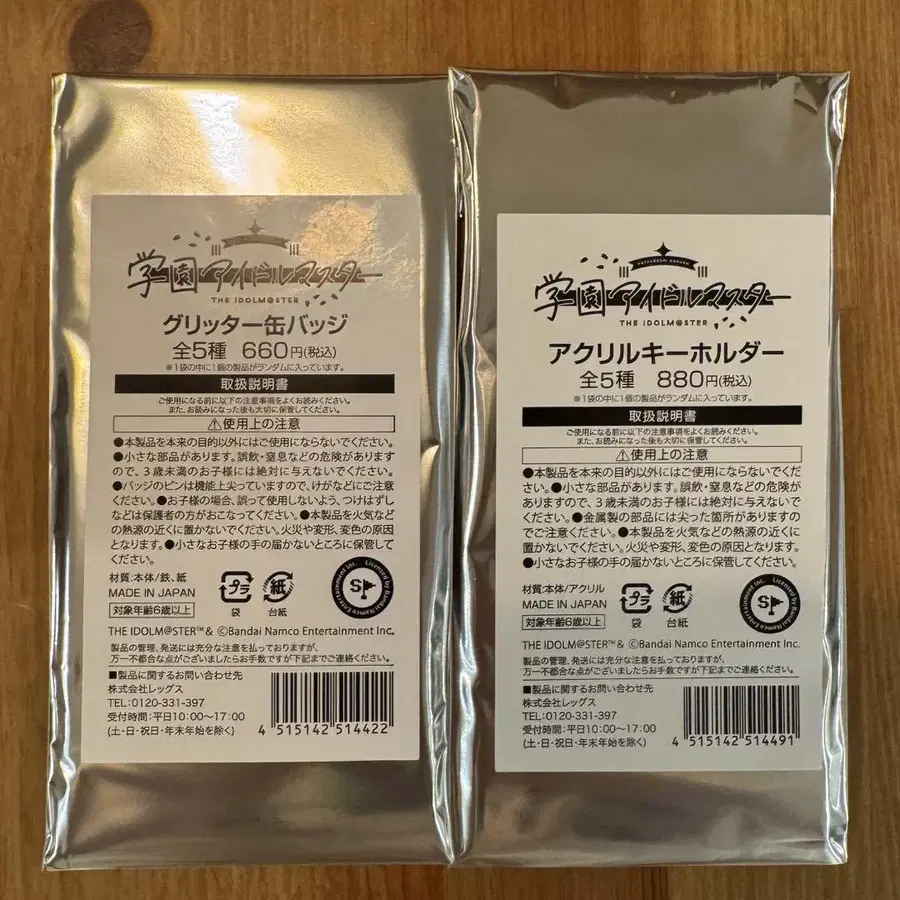 学園アイドルマスター
THE IDOLM@STER
グリッター缶バッジ
全5種 660円(税込)
※1袋の中に1個の製品がランダムに入っています。
取扱説明書
ご使用になる前に以下の注意事項をよくお読みください。
また、お読みになった後も大切に保管してください。
⚠使用上の注意
●本製品を本来の目的以外にはご使用にならないでください。
●小さな部品があります。誤飲・窒息などの危険があります
ので、3歳未満のお子様には絶対に与えないでください。
●バッジのピンは機能上尖っていますので、けがなどにご注意
ください。●お子様の場合、誤って使用しないよう、つけはずし
などは保護者の方がおこなってください。●本製品を火気など
の熱源の近くに置かないでください。火災や変形、変色の原因
となります。●小さなお子様の手の届かないところに保管して
ください。
材質:本体/鉄、紙
MADE IN JAPAN
対象年齢6歳以上
プラ
袋
紙
台紙
Licensed by Bandai Namco Entertainment Inc.
SP
THE IDOLM@STER™& ©Bandai Namco Entertainment Inc.
製品の管理、発送には充分な注意を払っておりますが、
万一不都合な点がございましたらお手数ですが下記までご連絡ください。
■製品に関するお問い合わせ先
株式会社レッグス
TEL:0120-331-397
受付時間:平日10:00〜17:00
(土・日・祝日・年末年始を除く)
4 515142 514422
HATSUBOSHI GAKUEN
学園アイドルマスター
THE IDOLM@STER
アクリルキーホルダー
全5種 880円(税込)
※1袋の中に1個の製品がランダムに入っています。
取扱説明書
ご使用になる前に以下の注意事項をよくお読みください。
また、お読みになった後も大切に保管してください。
⚠使用上の注意
●本製品を本来の目的以外にはご使用にならないでくだ
さい。●小さな部品があります。誤飲・窒息などの危険が
ありますので、3歳未満のお子様には絶対に与えないで
ください。●金属製の部品には尖った箇所がありますの
でご注意ください。●本製品を火気などの熱源の近くに
置かないでください。火災や変形、変色の原因となります。
●小さなお子様の手の届かないところに保管してください。
材質:本体/アクリル
MADE IN JAPAN
対象年齢6歳以上
プラ
袋
紙
台紙
Licensed by Bandai Namco Entertainment Inc.
SP
THE IDOLM@STER™& ©Bandai Namco Entertainment Inc.
製品の管理、発送には充分な注意を払っておりますが、
万一不都合な点がございましたらお手数ですが下記までご連絡ください。
■製品に関するお問い合わせ先
株式会社レッグス
TEL:0120-331-397
受付時間:平日10:00〜17:00
(土・日・祝日・年末年始を除く)
4 515142 514491